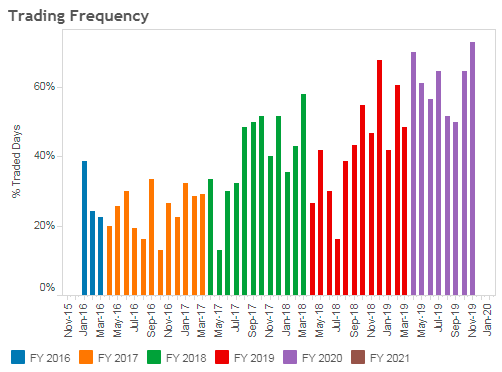 Trading Frequency
% Traded Days
60%
40%
20%
0%
Nov-15
Jan-16
Mar-16
May-16
Jul-16
Sep-16
Nov-16
Jan-17
Mar-17
May-17
Jul-17
Sep-17
Nov-17
Jan-18
Mar-18
May-18
Jul-18
Sep-18
Nov-18
Jan-19
Mar-19
May-19
Jul-19
Sep-19
Nov-19
Jan-20
FY 2016 FY 2017 FY 2018 FY 2019 FY 2020 FY 2021